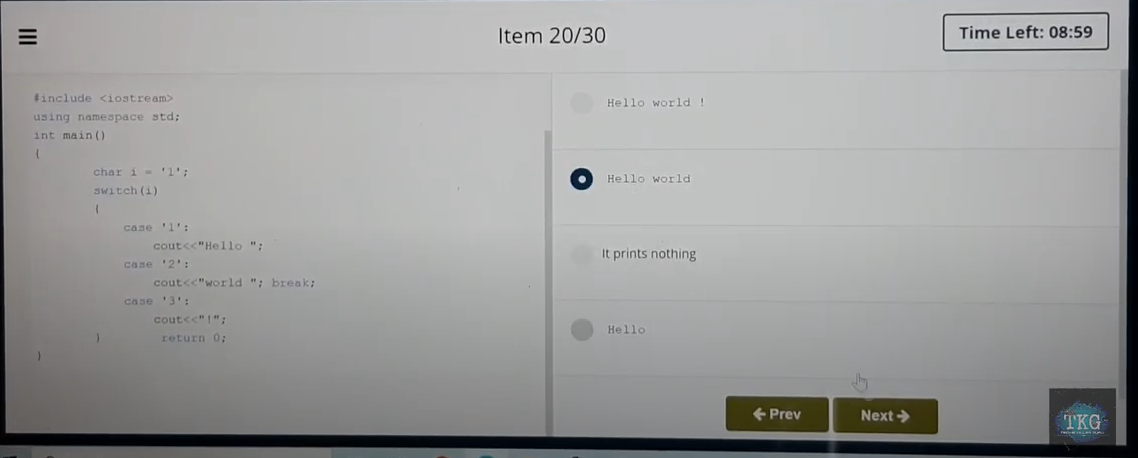 Item 20/30
Time Left: 08:59
#include <iostream>
using namespace std;
int main()
{
char i = '1';
switch(i)
{
case '1':
cout<<"Hello ";
case '2':
cout<<"world "; break;
case '3':
cout<<"!";
} return 0;
}
Hello world !
Hello world
It prints nothing
Hello
← Prev
Next →
TKG